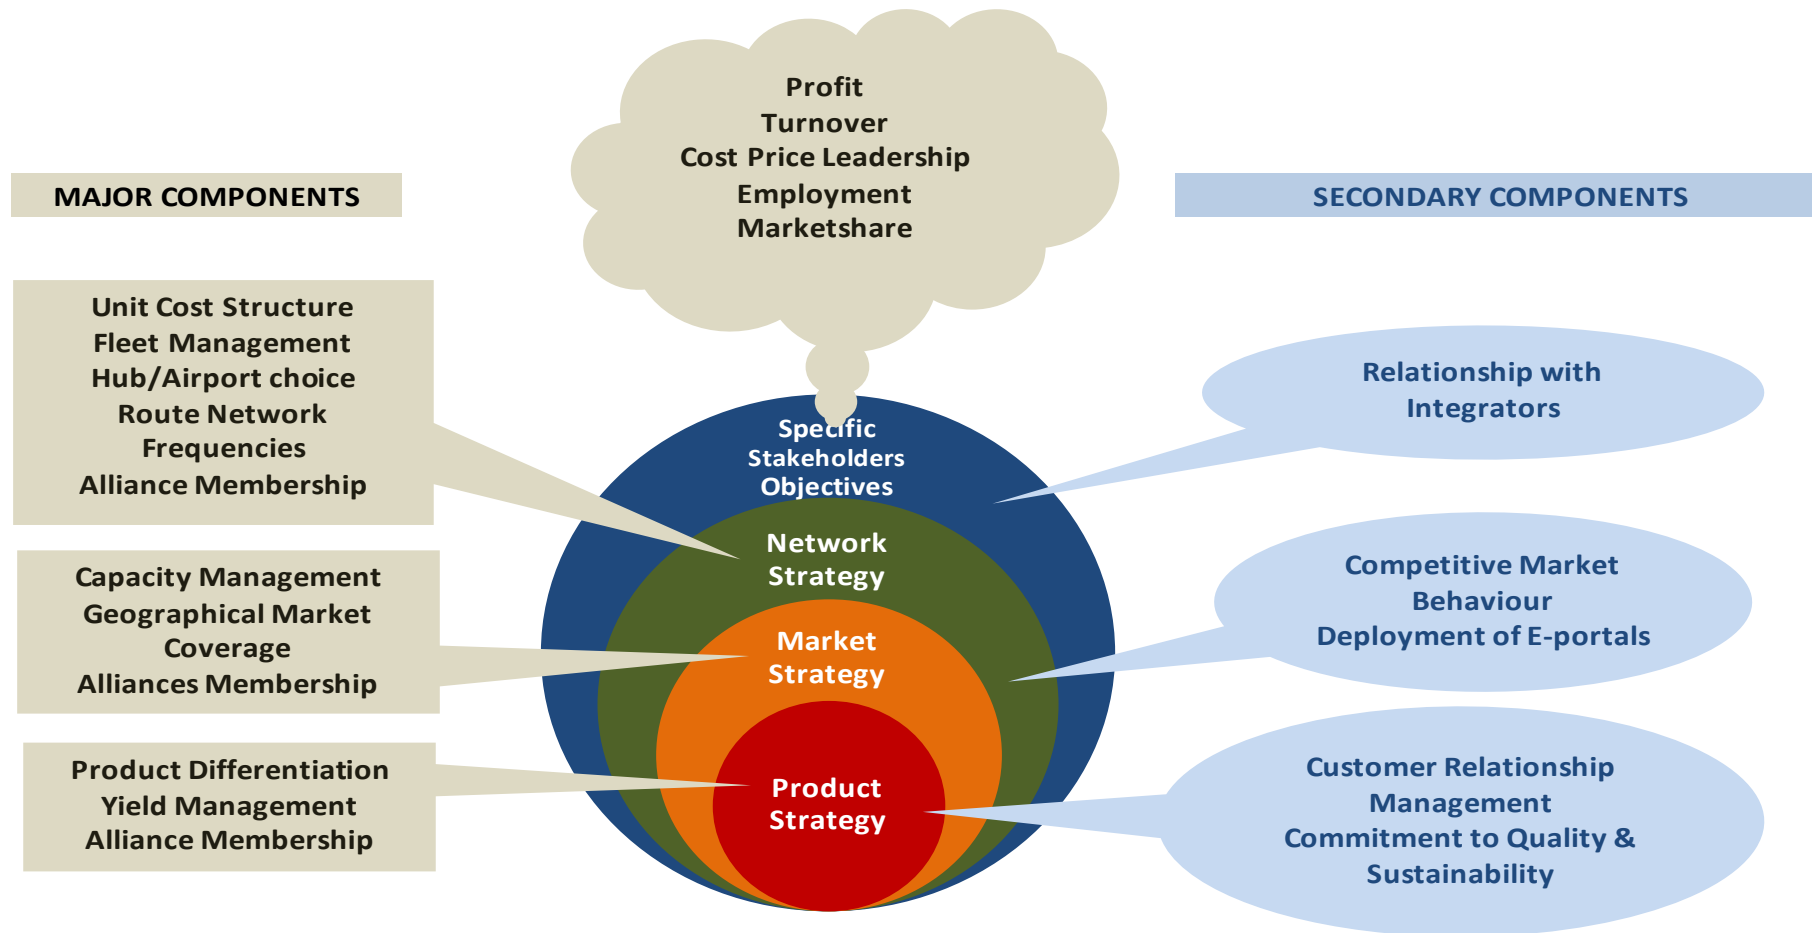 Profit
Turnover
Cost Price Leadership
Employment
Marketshare
MAJOR COMPONENTS
SECONDARY COMPONENTS
Unit Cost Structure
Fleet Management
Hub/Airport choice
Route Network
Frequencies
Alliance Membership
Capacity Management
Geographical Market
Coverage
Alliances Membership
Product Differentiation
Yield Management
Alliance Membership
Specific
Stakeholders
Objectives
Network
Strategy
Market
Strategy
Product
Strategy
Relationship with
Integrators
Competitive Market
Behaviour
Deployment of E-portals
Customer Relationship
Management
Commitment to Quality &
Sustainability